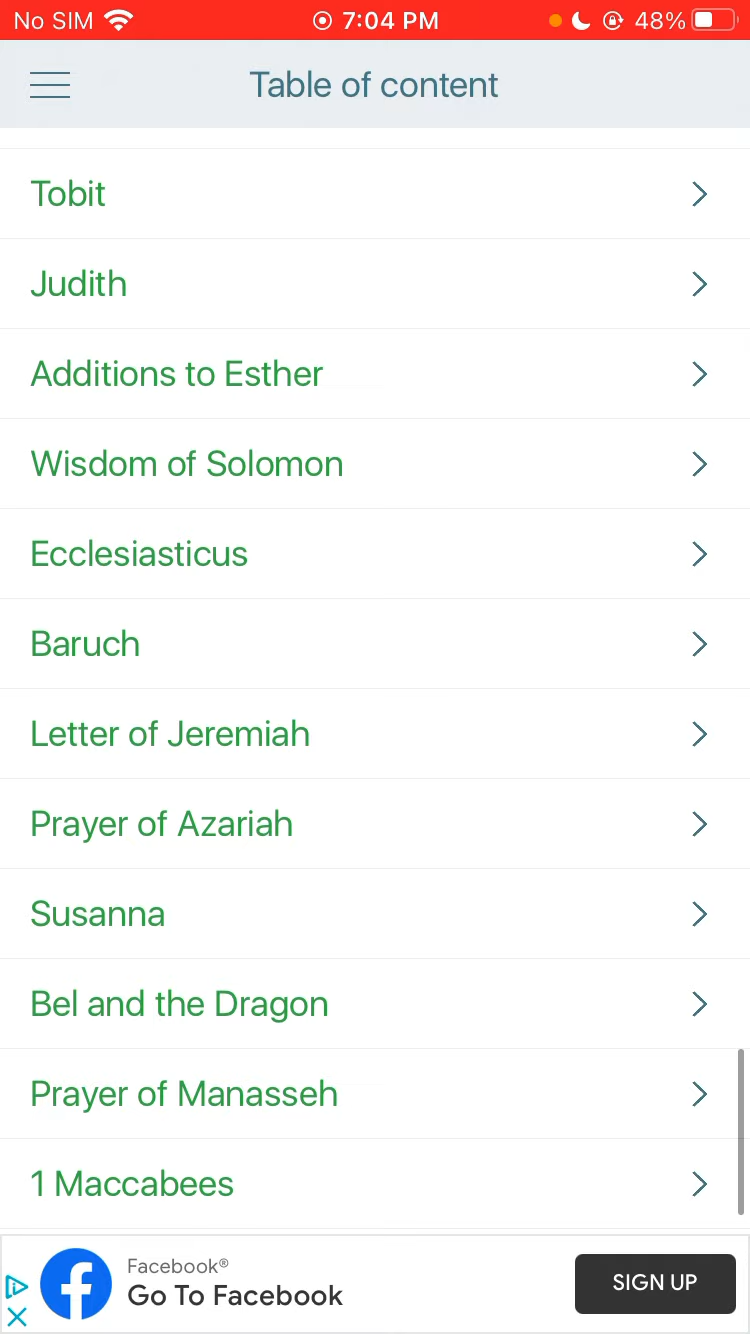 No SIM 7:04 PM 48%
Table of content
Tobit
Judith
Additions to Esther
Wisdom of Solomon
Ecclesiasticus
Baruch
Letter of Jeremiah
Prayer of Azariah
Susanna
Bel and the Dragon
Prayer of Manasseh
1 Maccabees
Facebook®
Go To Facebook
SIGN UP